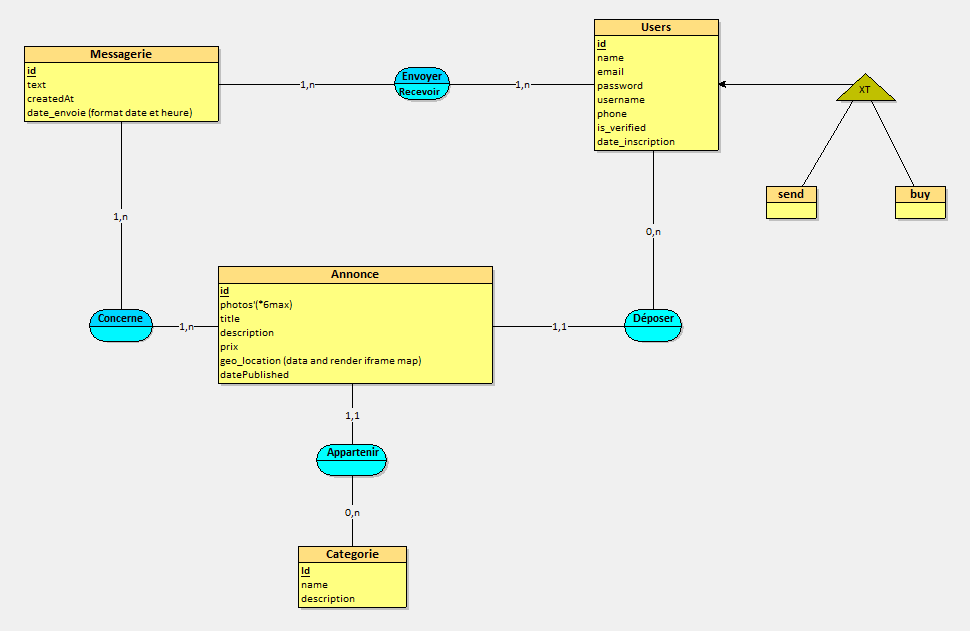 Messagerie
id
text
createdAt
date_envoie (format date et heure)
1,n
Envoyer
Recevoir
1,n
Users
id
name
email
password
username
phone
is_verified
date_inscription
XT
send
buy
1,n
0,n
Concerne
1,n
Annonce
id
photos'(*6max)
title
description
prix
geo_location (data and render iframe map)
datePublished
1,1
Déposer
1,1
Appartenir
0,n
Categorie
Id
name
description